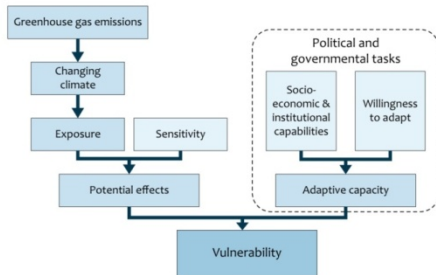 Greenhouse gas emissions
Political and
governmental tasks
Changing
climate
Socio-
economic &
institutional
capabilities
Willingness
to adapt
Exposure
Sensitivity
Potential effects
Adaptive capacity
Vulnerability